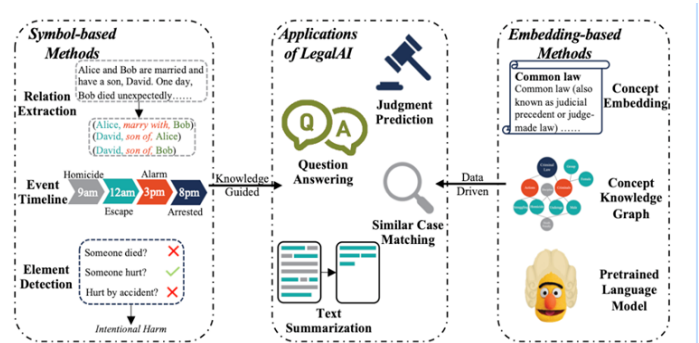 Symbol-based
Methods
Relation
Extraction
Alice and Bob are married and
have a son, David. One day,
Bob died unexpectedly……
(Alice, marry with, Bob)
(David, son of, Alice)
(David, son of, Bob)
Event
Timeline
Homicide
Alarm
9am
12am
3pm
8pm
Escape
Arrested
Element
Detection
Someone died?
Someone hurt?
Hurt by accident?
Intentional Harm
Knowledge
Guided
Applications
of LegalAI
Judgment
Prediction
Q
A
Question
Answering
Similar Case
Matching
Text
Summarization
Data
Driven
Embedding-based
Methods
Common law
Common law (also
known as judicial
precedent or judge-
made law) ……
Concept
Embedding
Concept
Knowledge
Graph
Pretrained
Language
Model